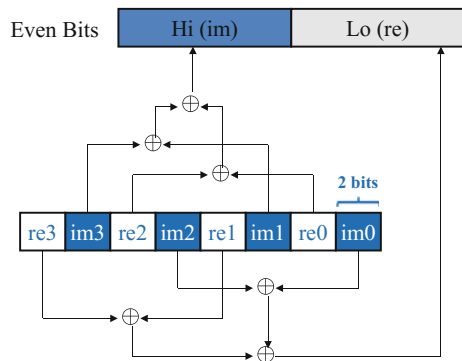 Even Bits Hi (im) Lo (re)
2 bits
re3 im3 re2 im2 re1 im1 re0 im0